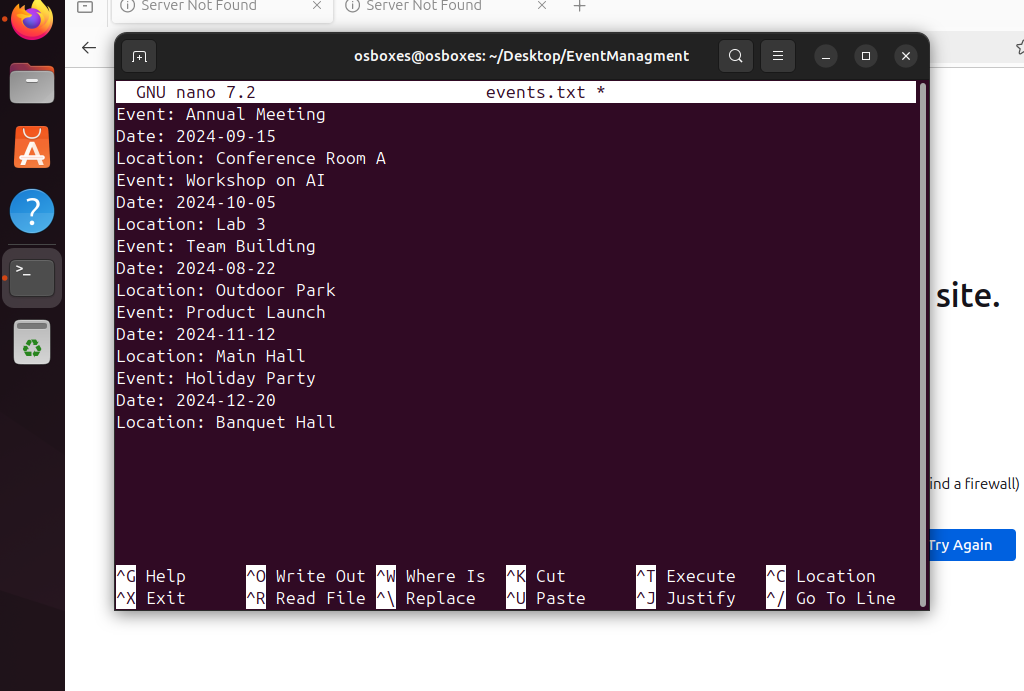 Server Not Found
Server Not Found
osboxes@osboxes: ~/Desktop/EventManagment
GNU nano 7.2 events.txt *
Event: Annual Meeting
Date: 2024-09-15
Location: Conference Room A
Event: Workshop on AI
Date: 2024-10-05
Location: Lab 3
Event: Team Building
Date: 2024-08-22
Location: Outdoor Park
Event: Product Launch
Date: 2024-11-12
Location: Main Hall
Event: Holiday Party
Date: 2024-12-20
Location: Banquet Hall
site.
ind a firewall)
Try Again
^G Help ^O Write Out ^W Where Is ^K Cut ^T Execute ^C Location
^X Exit ^R Read File ^\ Replace ^U Paste ^J Justify ^/ Go To Line